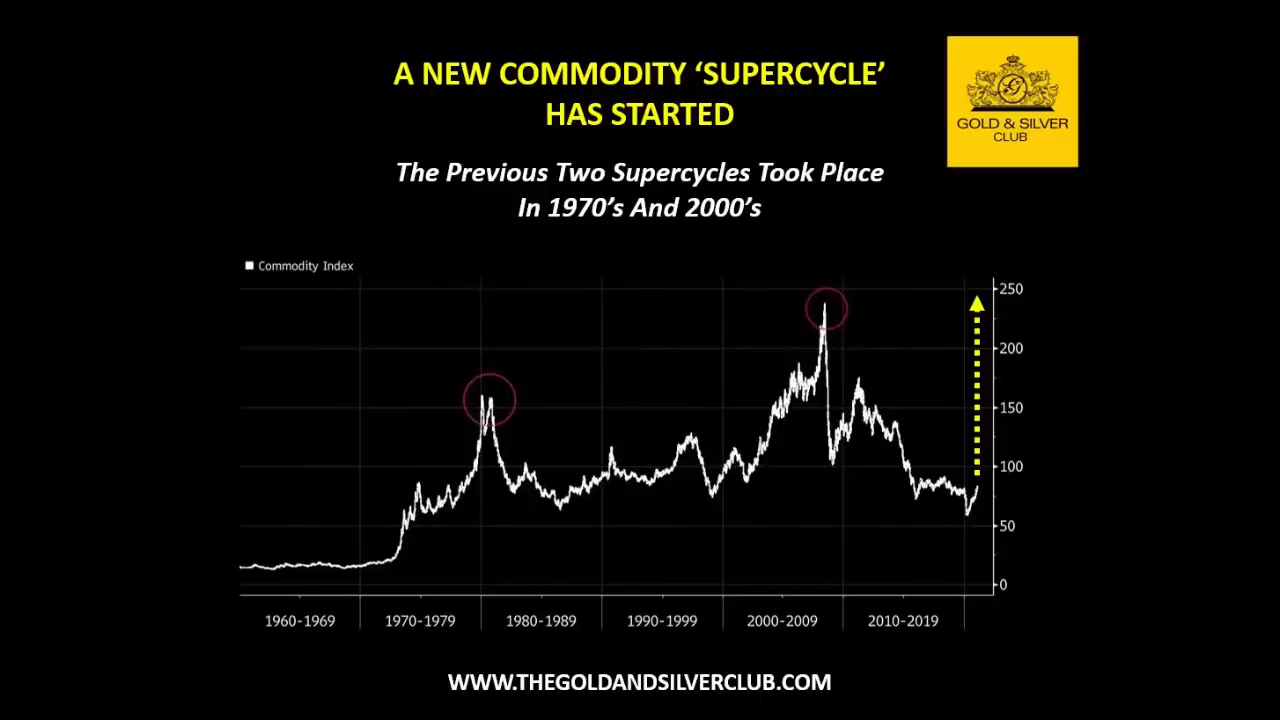 A NEW COMMODITY ‘SUPERCYCLE’
HAS STARTED
GOLD & SILVER
CLUB
The Previous Two Supercycles Took Place
In 1970’s And 2000’s
Commodity Index
250
200
150
100
50
0
1960-1969 1970-1979 1980-1989 1990-1999 2000-2009 2010-2019
WWW.THEGOLDANDSILVERCLUB.COM